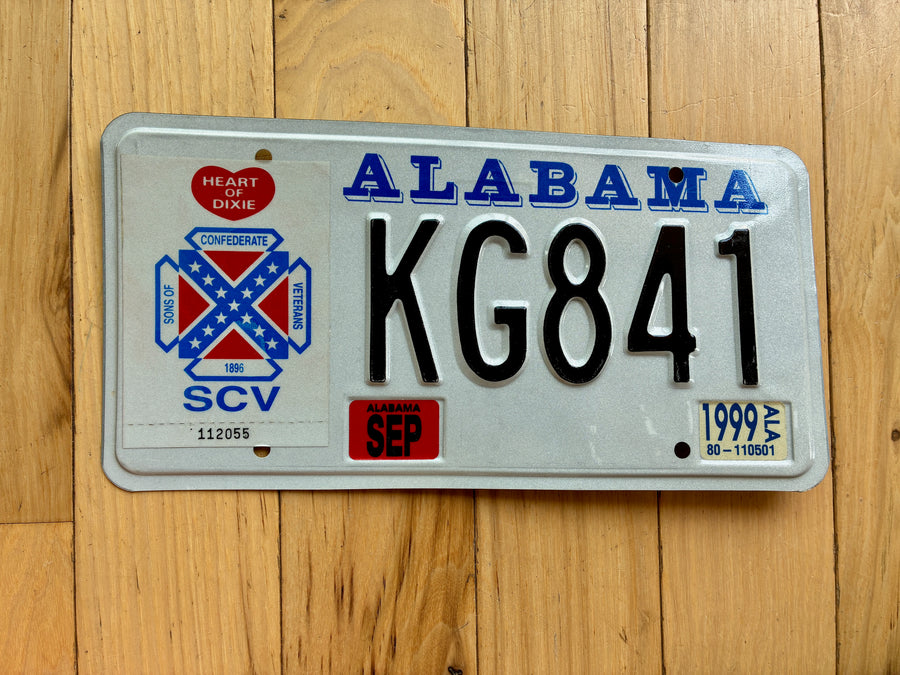 HEART
OF
DIXIE
CONFEDERATE
SONS OF
VETERANS
1896
SCV
112055
ALABAMA
KG841
ALABAMA
SEP
1999
ALA
80-110501